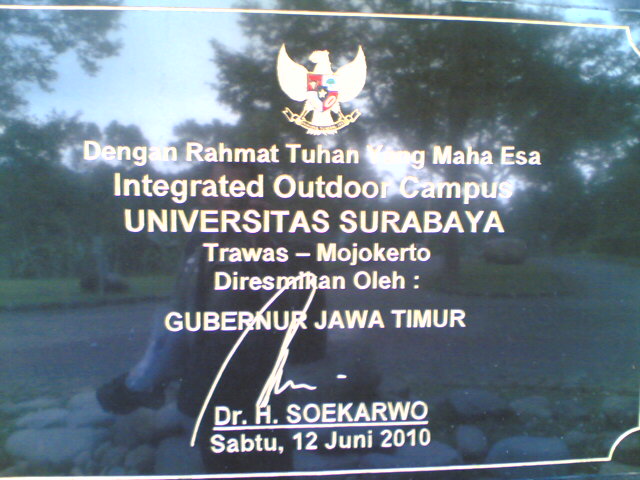 Dengan Rahmat Tuhan Yang Maha Esa
Integrated Outdoor Campus
UNIVERSITAS SURABAYA
Trawas – Mojokerto
Diresmikan Oleh :
GUBERNUR JAWA TIMUR
Dr. H. SOEKARWO
Sabtu, 12 Juni 2010